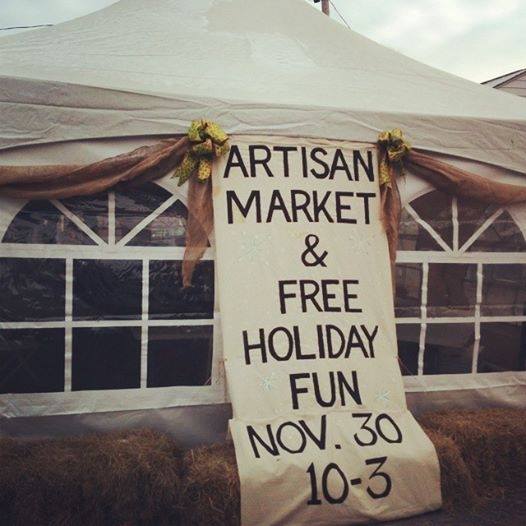 ARTISAN
MARKET
&
FREE
HOLIDAY
FUN
NOV. 30
10-3